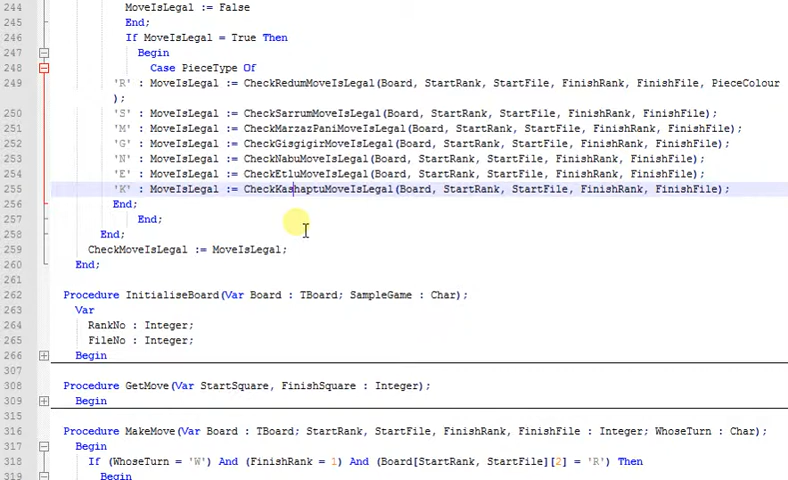 244 MoveIsLegal := False
245 End;
246 If MoveIsLegal = True Then
247 Begin
248 Case PieceType Of
249 'R' : MoveIsLegal := CheckRedumMoveIsLegal(Board, StartRank, StartFile, FinishRank, FinishFile, PieceColour
);
250 'S' : MoveIsLegal := CheckSarrumMoveIsLegal(Board, StartRank, StartFile, FinishRank, FinishFile);
251 'M' : MoveIsLegal := CheckMarzazPaniMoveIsLegal(Board, StartRank, StartFile, FinishRank, FinishFile);
252 'G' : MoveIsLegal := CheckGisgigirMoveIsLegal(Board, StartRank, StartFile, FinishRank, FinishFile);
253 'N' : MoveIsLegal := CheckNabuMoveIsLegal(Board, StartRank, StartFile, FinishRank, FinishFile);
254 'E' : MoveIsLegal := CheckEtluMoveIsLegal(Board, StartRank, StartFile, FinishRank, FinishFile);
255 'K' : MoveIsLegal := CheckKashaptuMoveIsLegal(Board, StartRank, StartFile, FinishRank, FinishFile);
256 End;
257 End;
258 End;
259 CheckMoveIsLegal := MoveIsLegal;
260 End;
261
262 Procedure InitialiseBoard(Var Board : TBoard; SampleGame : Char);
263 Var
264 RankNo : Integer;
265 FileNo : Integer;
266 Begin
307
308 Procedure GetMove(Var StartSquare, FinishSquare : Integer);
309 Begin
315
316 Procedure MakeMove(Var Board : TBoard; StartRank, StartFile, FinishRank, FinishFile : Integer; WhoseTurn : Char);
317 Begin
318 If (WhoseTurn = 'W') And (FinishRank = 1) And (Board[StartRank, StartFile][2] = 'R') Then
319 Begin